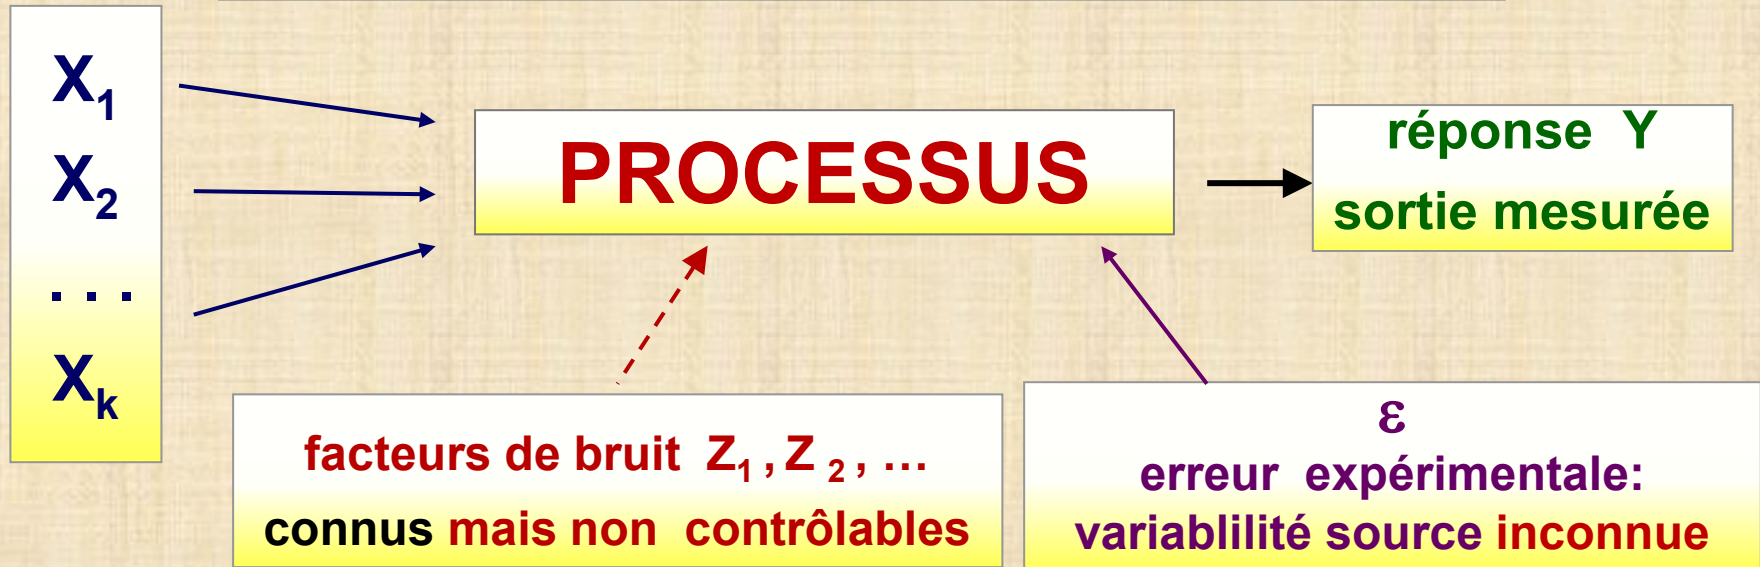 X₁
X₂
. . .
Xₖ
PROCESSUS
réponse Y
sortie mesurée
facteurs de bruit Z₁ , Z ₂ , …
connus mais non contrôlables
ε
erreur expérimentale:
variablilité source inconnue